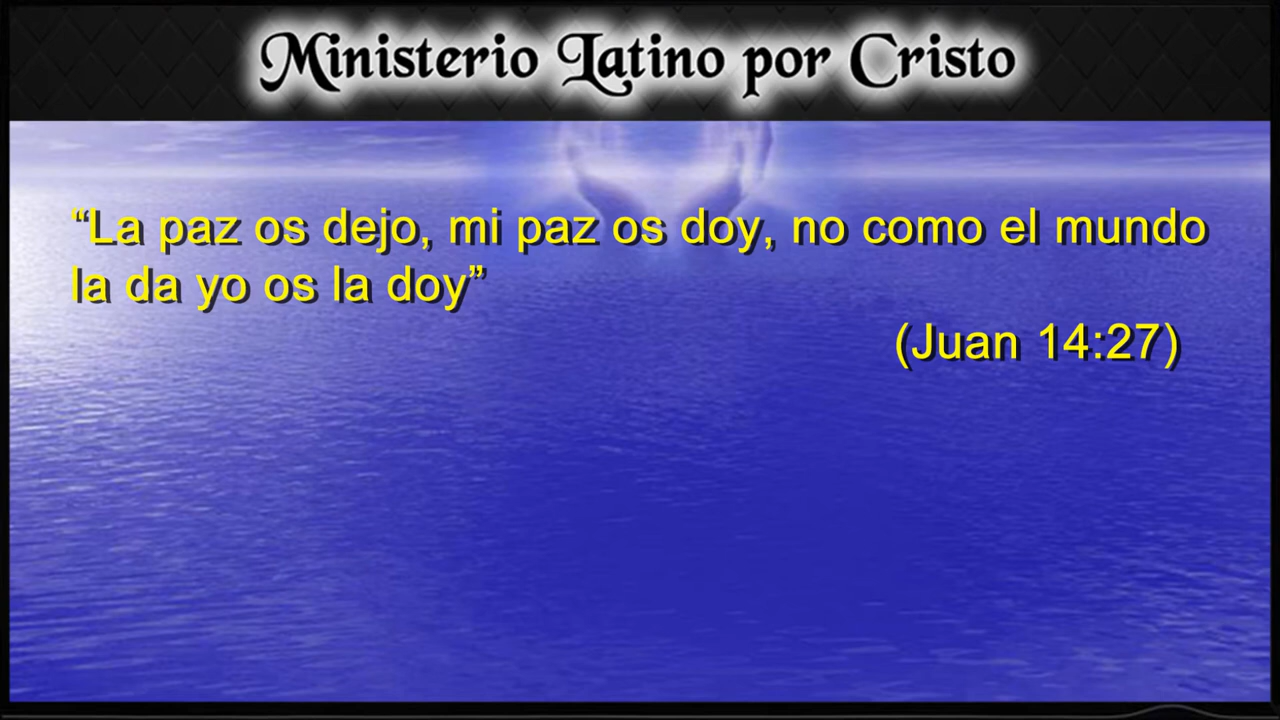 Ministerio Latino por Cristo
“La paz os dejo, mi paz os doy, no como el mundo
la da yo os la doy”
(Juan 14:27)